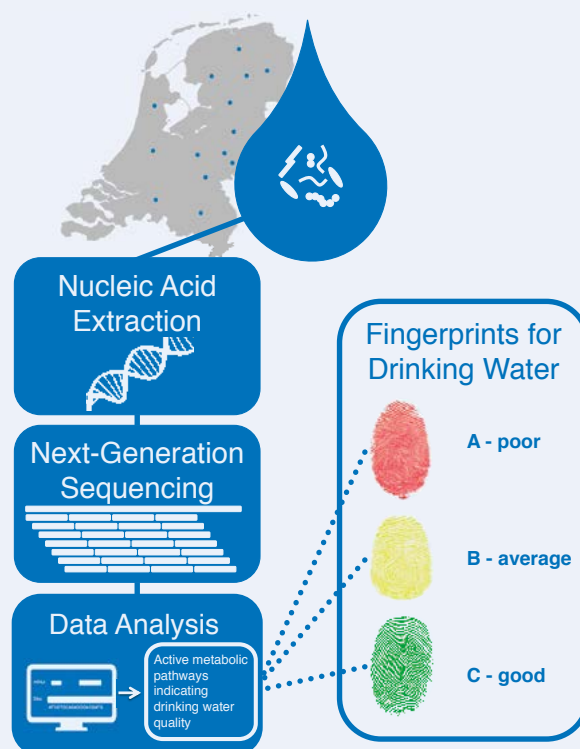 Nucleic Acid
Extraction
Next-Generation
Sequencing
Data Analysis
Active metabolic
pathways
indicating
drinking water
quality
Fingerprints for
Drinking Water
A - poor
B - average
C - good